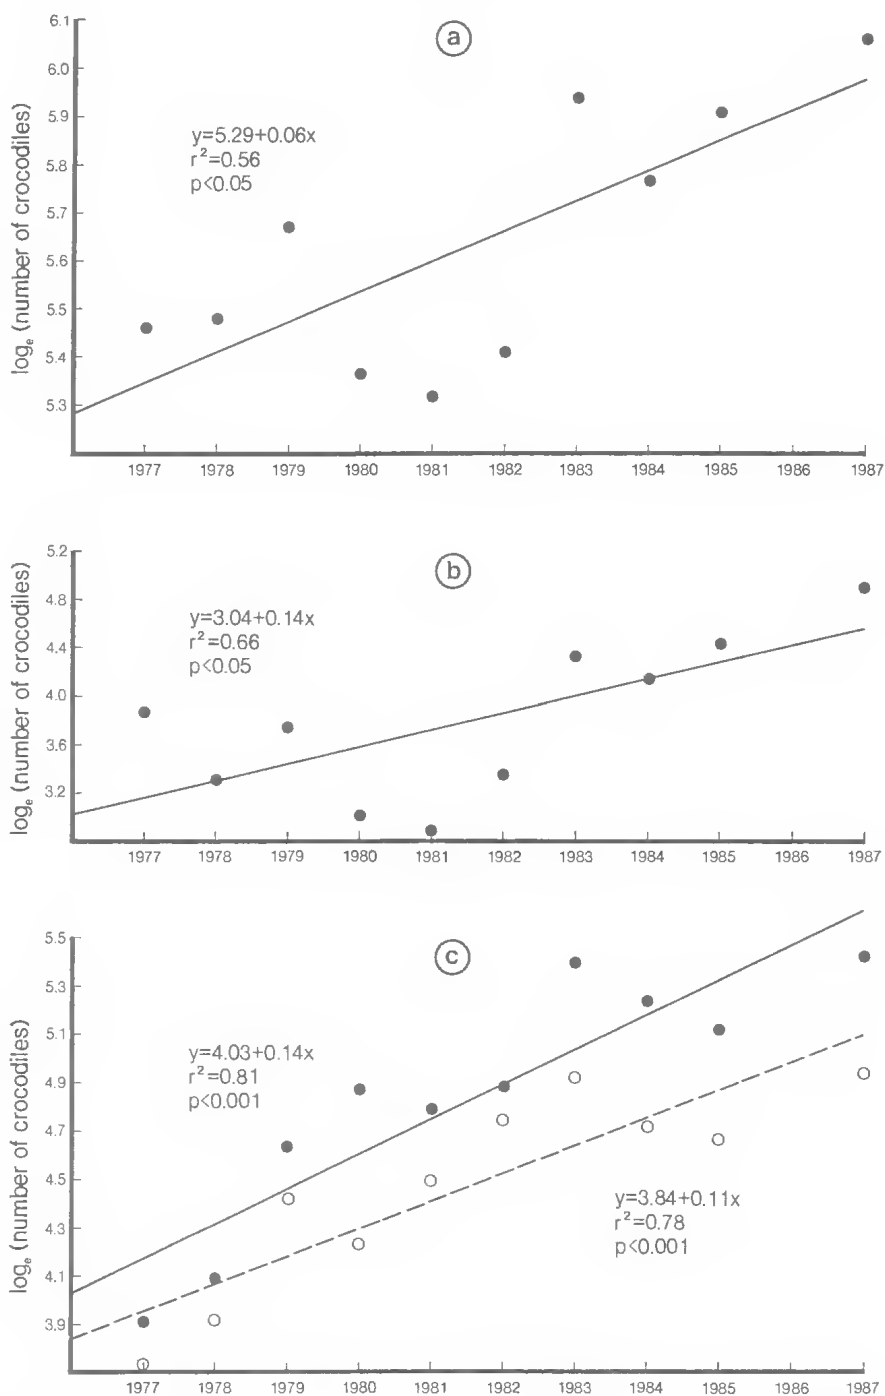 a
log_e (number of crocodiles)
6.1
6.0
5.9
5.8
5.7
5.6
5.5
5.4
5.3
y=5.29+0.06x
r²=0.56
p<0.05
1977 1978 1979 1980 1981 1982 1983 1984 1985 1986 1987
b
log_e (number of crocodiles)
5.2
4.8
4.4
4.0
3.6
3.2
y=3.04+0.14x
r²=0.66
p<0.05
1977 1978 1979 1980 1981 1982 1983 1984 1985 1986 1987
c
log_e (number of crocodiles)
5.5
5.3
5.1
4.9
4.7
4.5
4.3
4.1
3.9
y=4.03+0.14x
r²=0.81
p<0.001
y=3.84+0.11x
r²=0.78
p<0.001
1977 1978 1979 1980 1981 1982 1983 1984 1985 1986 1987